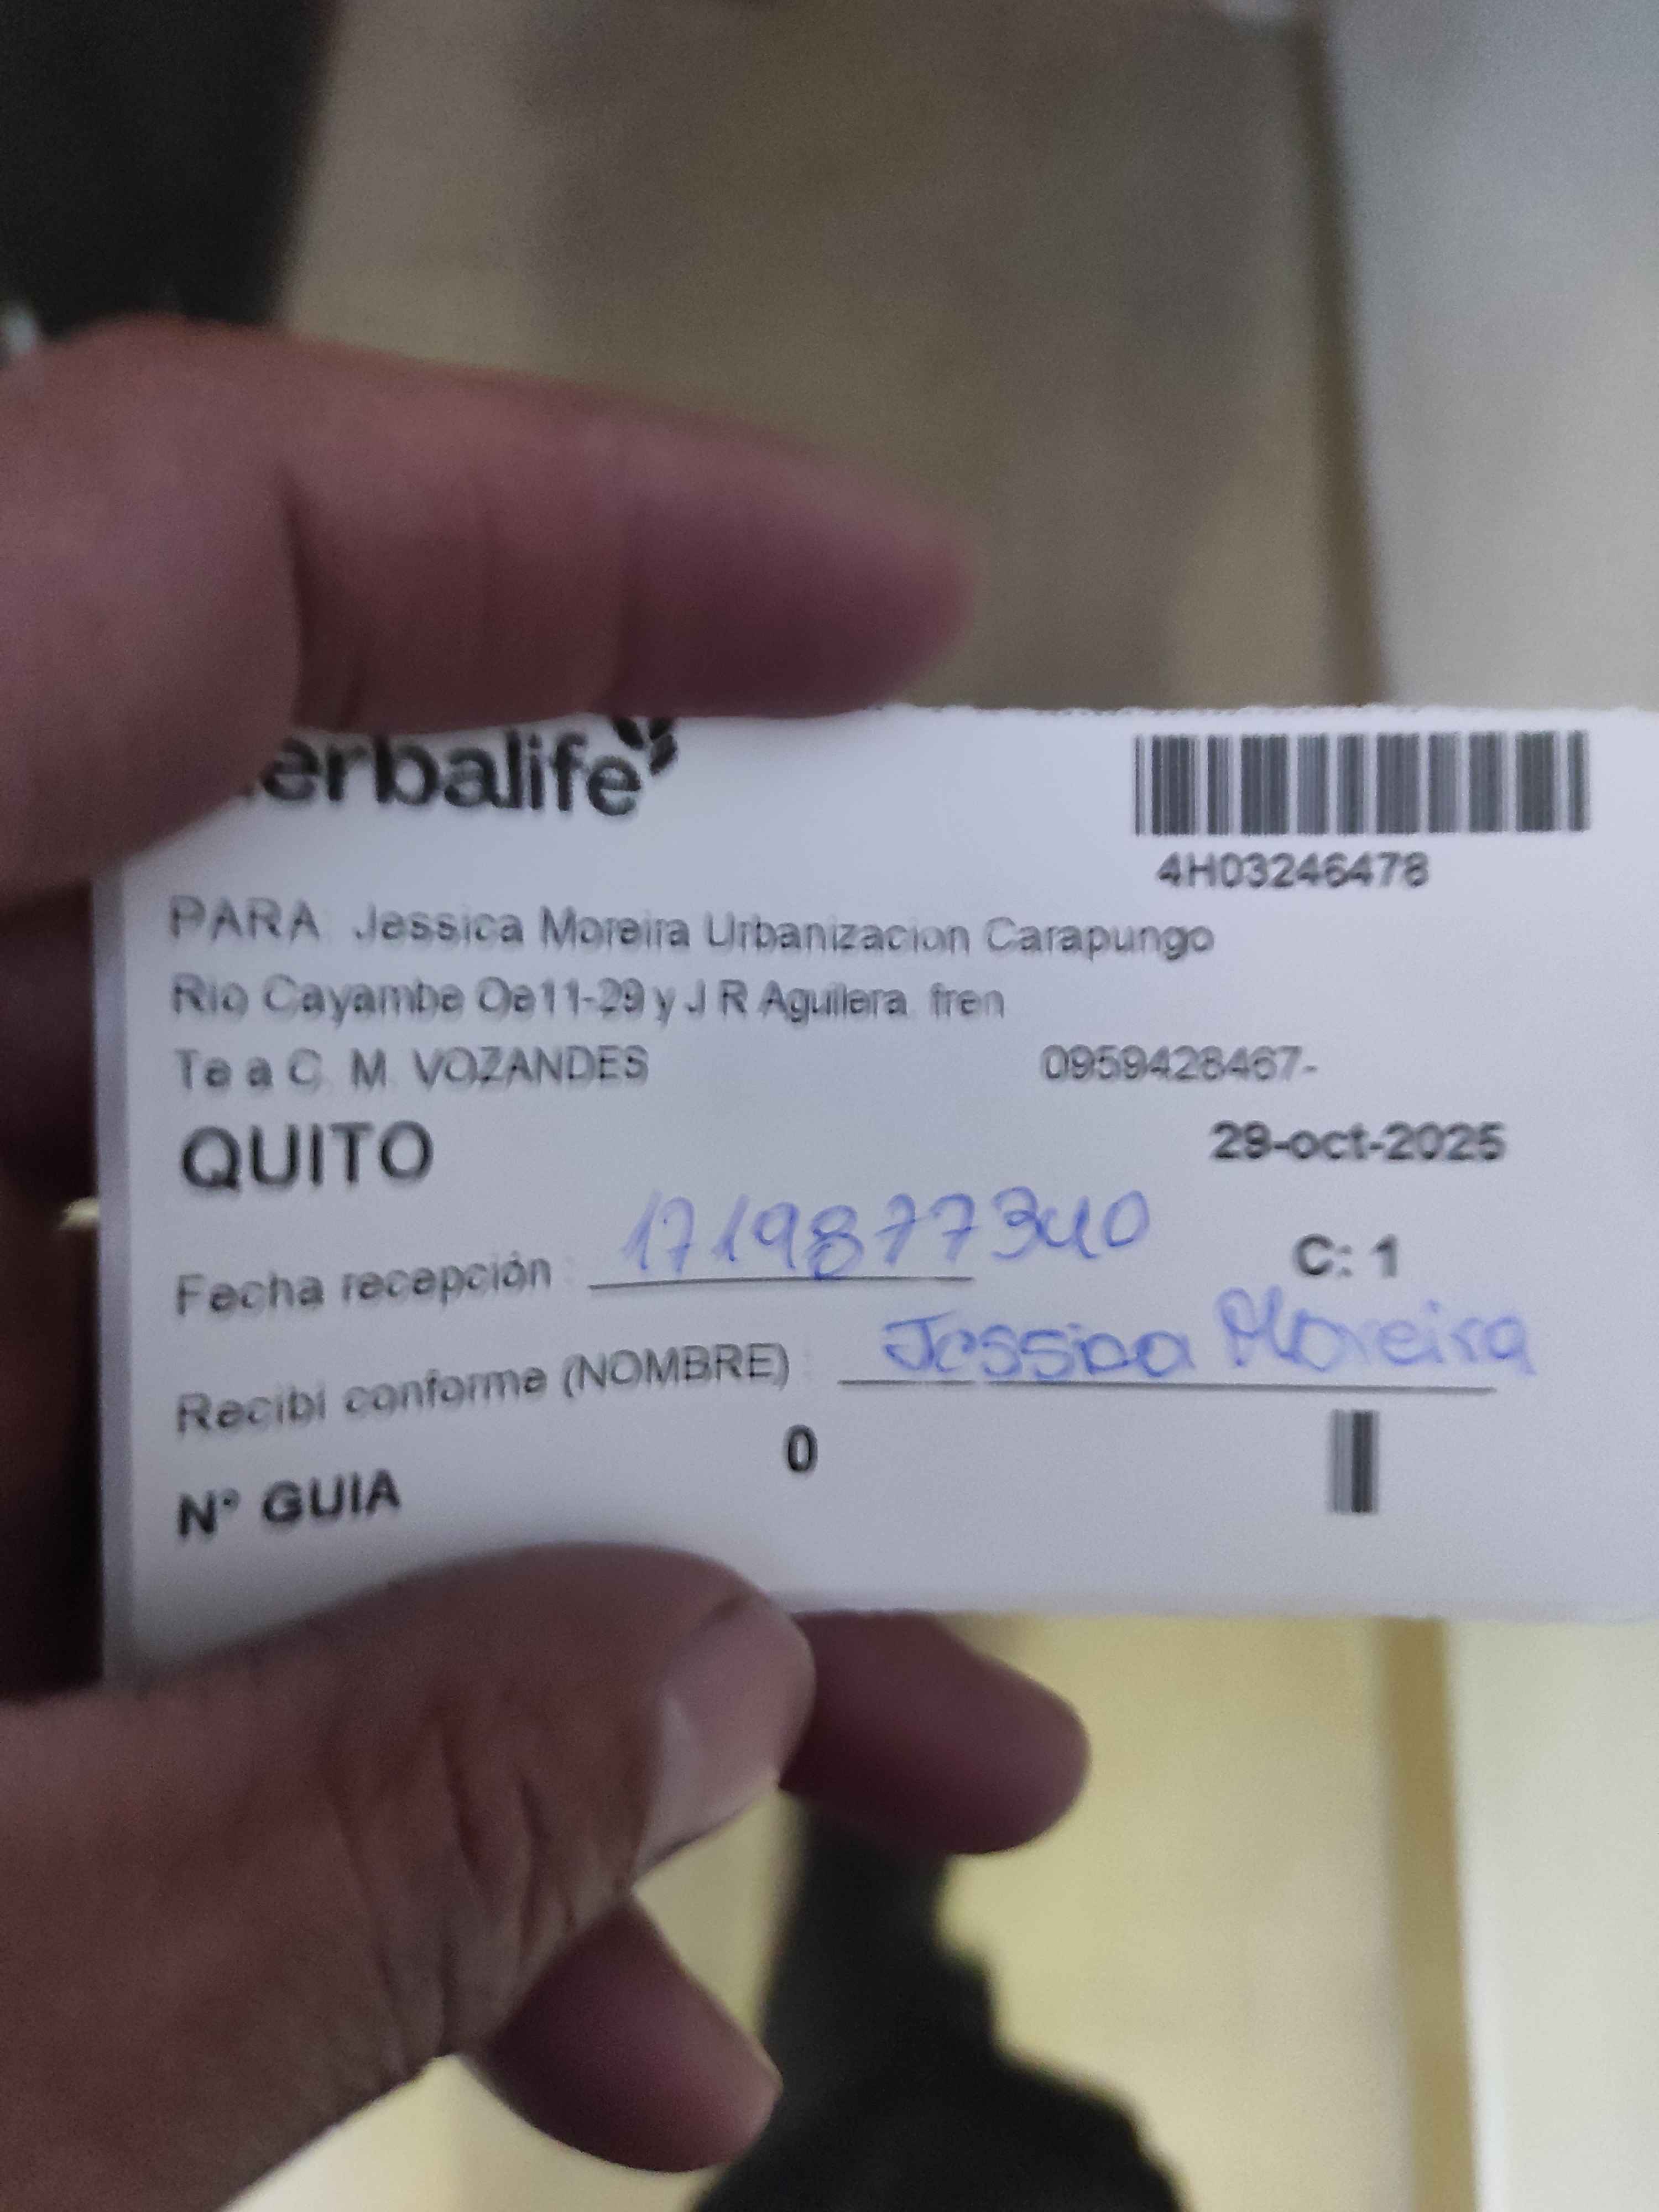 erbalife
4H03246478
PARA Jessica Moreira Urbanizacion Carapungo
Rio Cayambe Oe11-29 y J R Aguilera. fren
Te a C. M. VOZANDES 0959428467-
QUITO 29-oct-2025
Fecha recepción : 1719877340 C: 1
Recibi conforme (NOMBRE) Jessica Moreira
N° GUIA 0